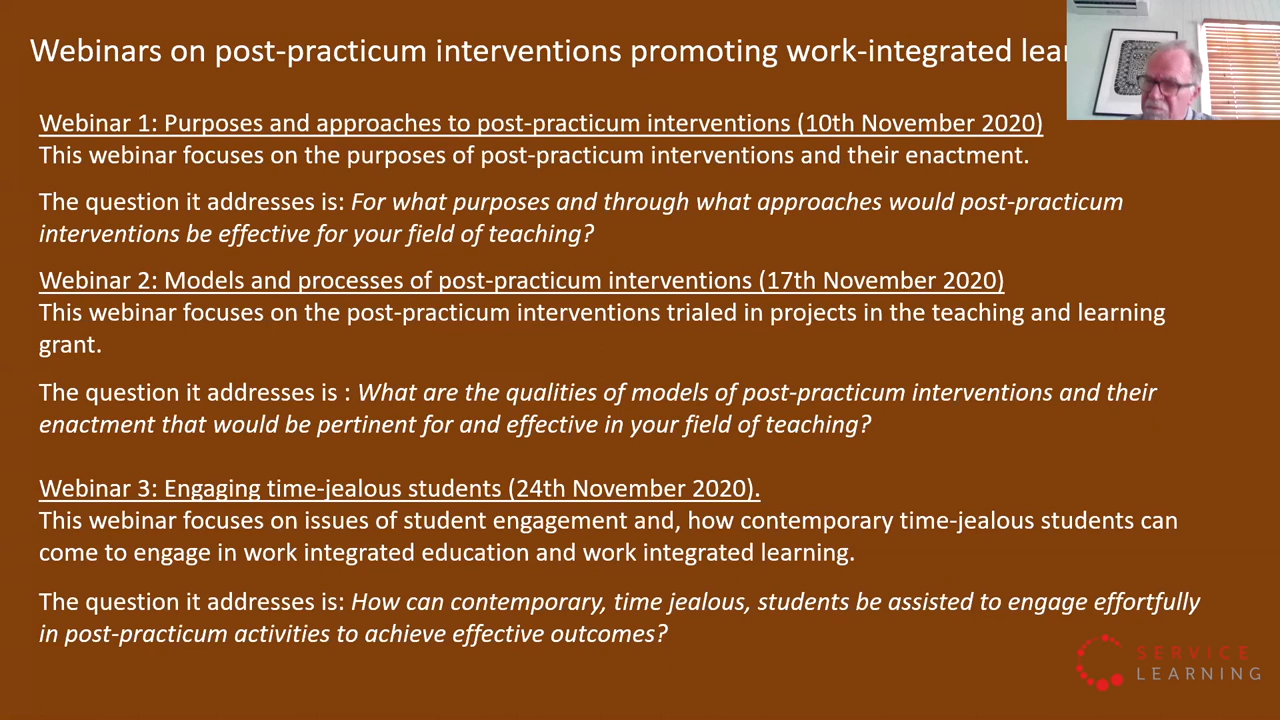 Webinars on post-practicum interventions promoting work-integrated
Webinar 1: Purposes and approaches to post-practicum interventions (10th November 2020)
This webinar focuses on the purposes of post-practicum interventions and their enactment.
The question it addresses is: For what purposes and through what approaches would post-practicum
interventions be effective for your field of teaching?
Webinar 2: Models and processes of post-practicum interventions (17th November 2020)
This webinar focuses on the post-practicum interventions trialed in projects in the teaching and learning
grant.
The question it addresses is : What are the qualities of models of post-practicum interventions and their
enactment that would be pertinent for and effective in your field of teaching?
Webinar 3: Engaging time-jealous students (24th November 2020).
This webinar focuses on issues of student engagement and, how contemporary time-jealous students can
come to engage in work integrated education and work integrated learning.
The question it addresses is: How can contemporary, time jealous, students be assisted to engage effortfully
in post-practicum activities to achieve effective outcomes?
SERVICE
LEARNING